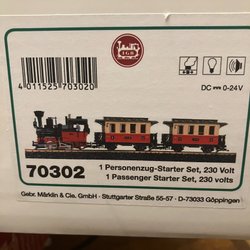 LGB
4 011525 703020
DC 0-24V
70302
1 Personenzug-Starter Set, 230 Volt
1 Passenger Starter Set, 230 volts
Gebr. Märklin & Cie. GmbH · Stuttgarter Straße 55-57 · D-73033 Göppingen